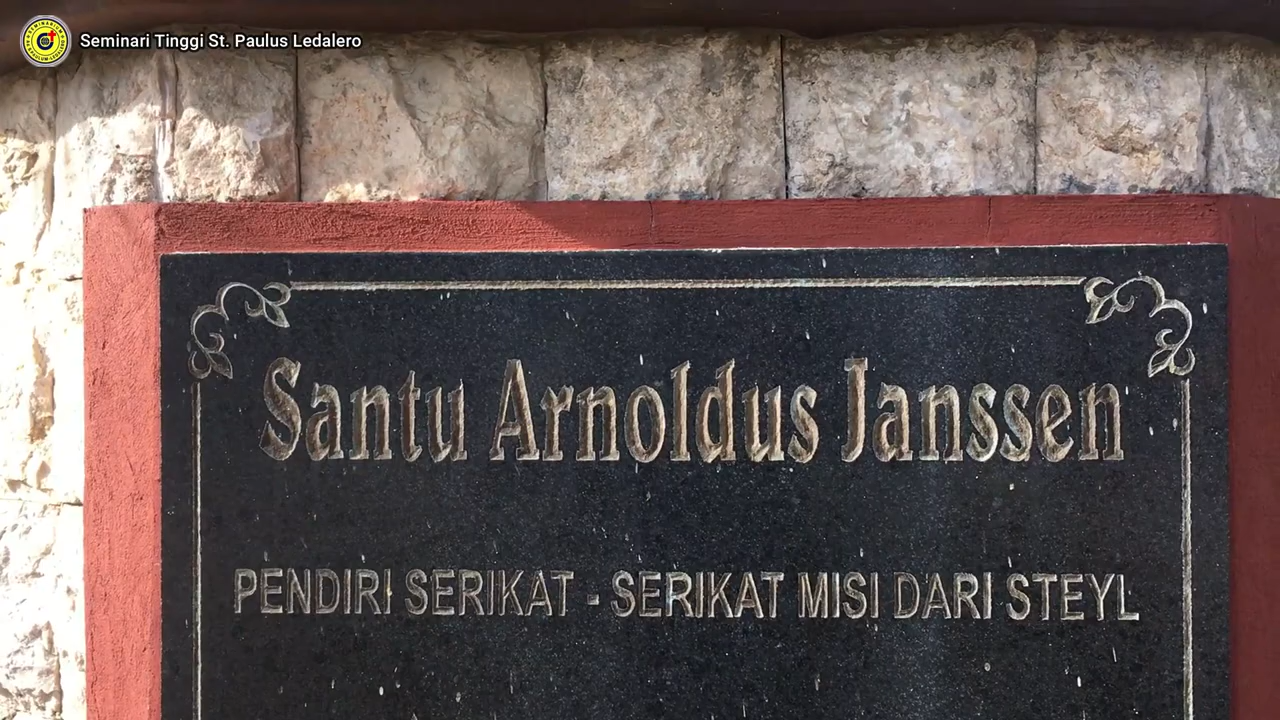 Seminari Tinggi St. Paulus Ledalero
Santu Arnoldus Janssen
PENDIRI SERIKAT - SERIKAT MISI DARI STEYL